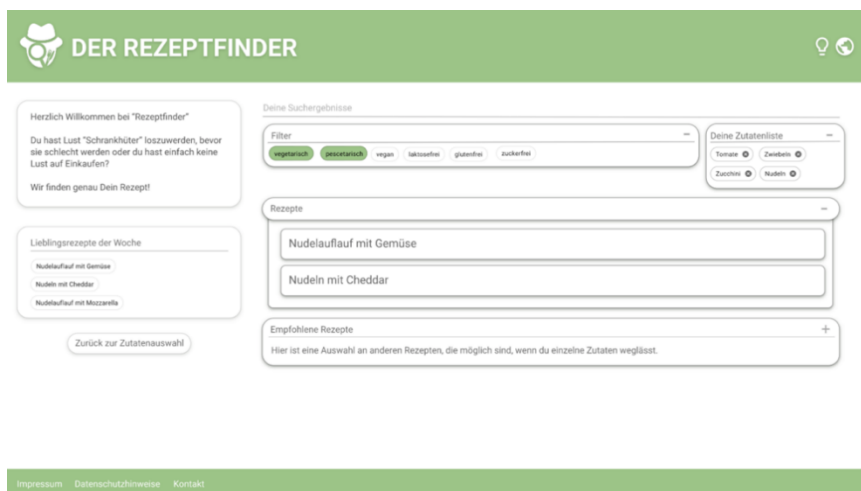 DER REZEPTFINDER
Herzlich Willkommen bei "Rezeptfinder"
Du hast Lust "Schrankhüter" loszuwerden, bevor
sie schlecht werden oder du hast einfach keine
Lust auf Einkaufen?
Wir finden genau Dein Rezept!
Lieblingsrezepte der Woche
Nudelauflauf mit Gemüse
Nudeln mit Cheddar
Nudelauflauf mit Mozzarella
Zurück zur Zutatenauswahl
Deine Suchergebnisse
Filter
vegetarisch pescetarisch vegan laktosefrei glutenfrei zuckerfrei
Deine Zutatenliste
Tomate Zwiebeln
Zucchini Nudeln
Rezepte
Nudelauflauf mit Gemüse
Nudeln mit Cheddar
Empfohlene Rezepte
Hier ist eine Auswahl an anderen Rezepten, die möglich sind, wenn du einzelne Zutaten weglässt.
Impressum Datenschutzhinweise Kontakt